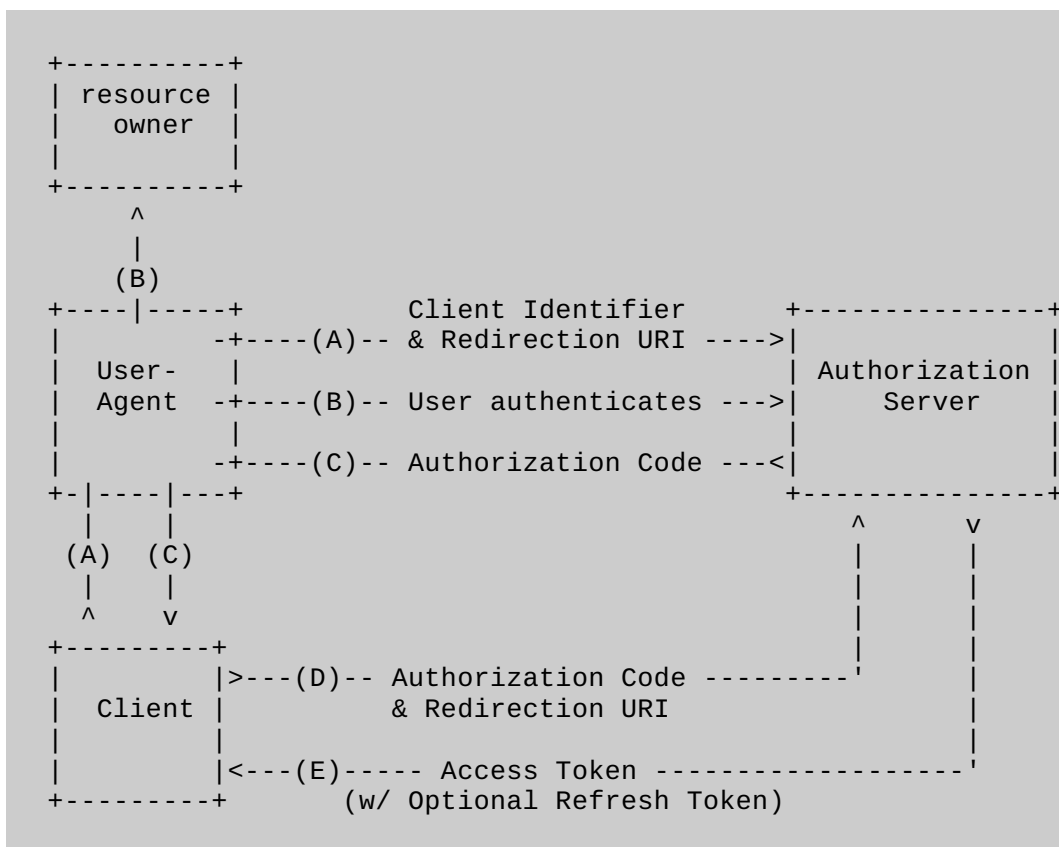 +----------+
| resource |
|   owner  |
|          |
+----------+
     ^
     |
    (B)
+----|-----+          Client Identifier      +---------------+
|         -+----(A)-- & Redirection URI ---->|               |
|  User-   |                                 | Authorization |
|  Agent  -+----(B)-- User authenticates --->|     Server    |
|          |                                 |               |
|         -+----(C)-- Authorization Code ---<|               |
+-|----|---+                                 +---------------+
  |    |                                         ^      v
 (A)  (C)                                        |      |
  |    |                                         |      |
  ^    v                                         |      |
+---------+                                      |      |
|         |>---(D)-- Authorization Code ---------'      |
|  Client |          & Redirection URI                  |
|         |                                             |
|         |<---(E)----- Access Token -------------------'
+---------+       (w/ Optional Refresh Token)